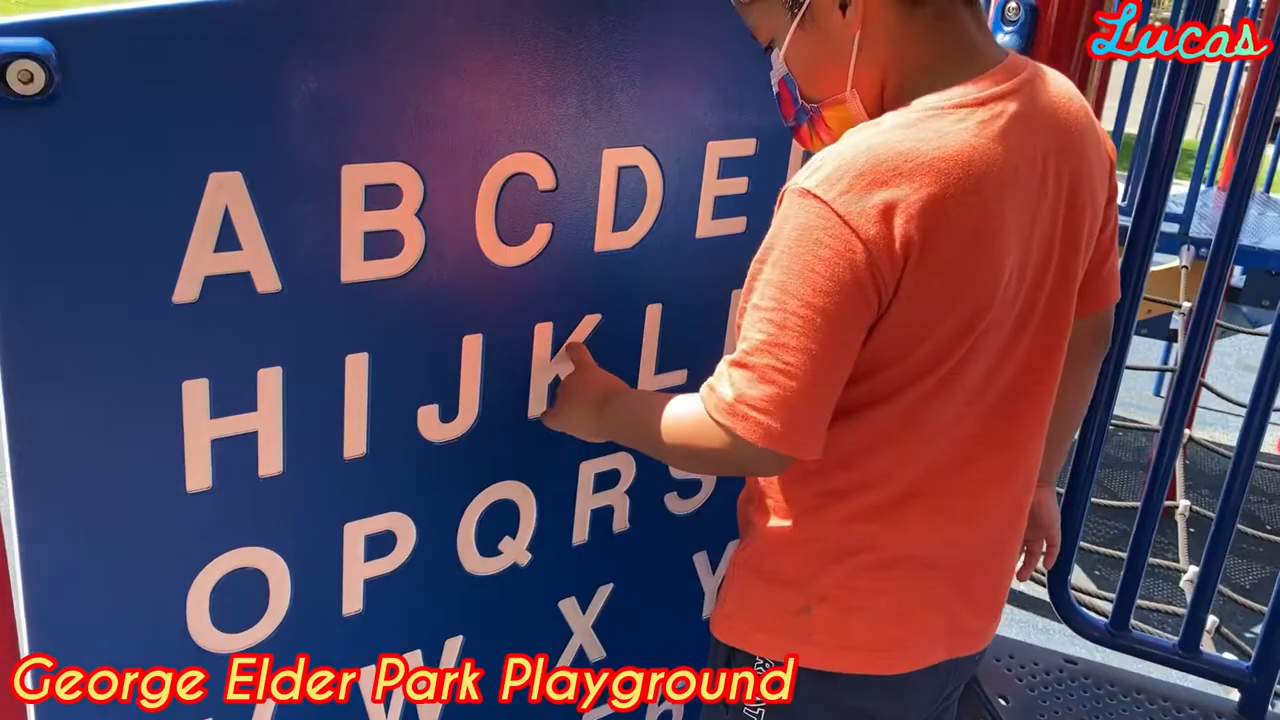 Lucas
A B C D E
H I J K L
O P Q R S
W X Y
George Elder Park Playground